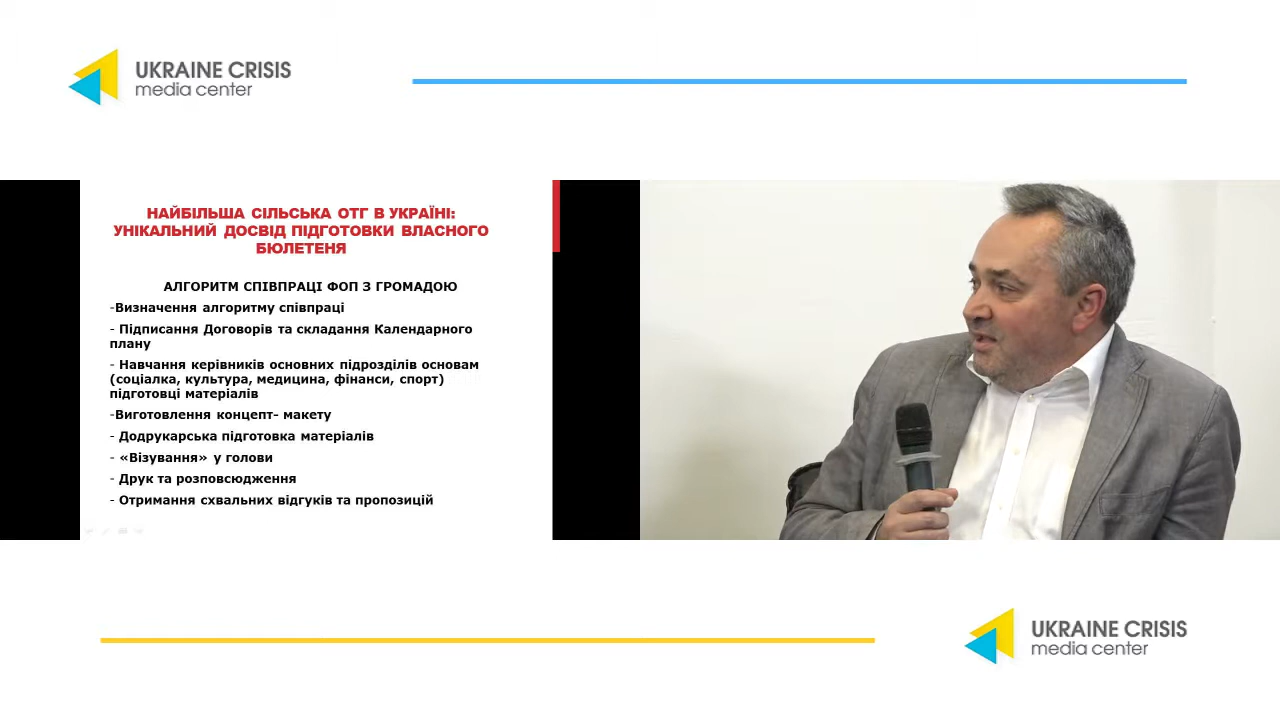 UKRAINE CRISIS
media center
НАЙБІЛЬША СІЛЬСЬКА ОТГ В УКРАЇНІ:
УНІКАЛЬНИЙ ДОСВІД ПІДГОТОВКИ ВЛАСНОГО
БЮЛЕТЕНЯ
АЛГОРИТМ СПІВПРАЦІ ФОП З ГРОМАДОЮ
-Визначення алгоритму співпраці
- Підписання Договорів та складання Календарного
плану
- Навчання керівників основних підрозділів основам
(соціалка, культура, медицина, фінанси, спорт)
підготовці матеріалів
-Виготовлення концепт- макету
- Додрукарська підготовка матеріалів
- «Візування» у голови
- Друк та розповсюдження
- Отримання схвальних відгуків та пропозицій
UKRAINE CRISIS
media center